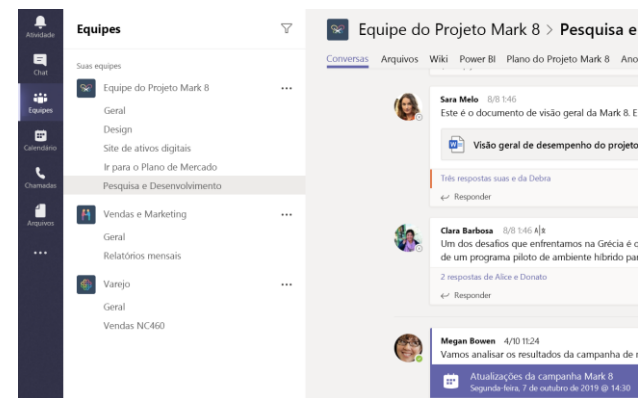 Atividade
Chat
Equipes
Calendário
Chamadas
Arquivos
Equipes
Suas equipes
Equipe do Projeto Mark 8
Geral
Design
Site de ativos digitais
Ir para o Plano de Mercado
Pesquisa e Desenvolvimento
Vendas e Marketing
Geral
Relatórios mensais
Varejo
Geral
Vendas NC460
Equipe do Projeto Mark 8 > Pesquisa e
Conversas Arquivos Wiki Power BI Plano do Projeto Mark 8 Ano
Sara Melo 8/8 1:46
Este é o documento de visão geral da Mark 8. E
Visão geral de desempenho do projeto
Três respostas suas e da Debra
Responder
Clara Barbosa 8/8 1:46
Um dos desafios que enfrentamos na Grécia é o
de um programa piloto de ambiente híbrido par
2 respostas de Alice e Donato
Responder
Megan Bowen 4/10 11:24
Vamos analisar os resultados da campanha de
Atualizações da campanha Mark 8
Segunda-feira, 7 de outubro de 2019 @ 14:30